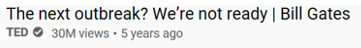 The next outbreak? We’re not ready | Bill Gates
TED 30M views • 5 years ago